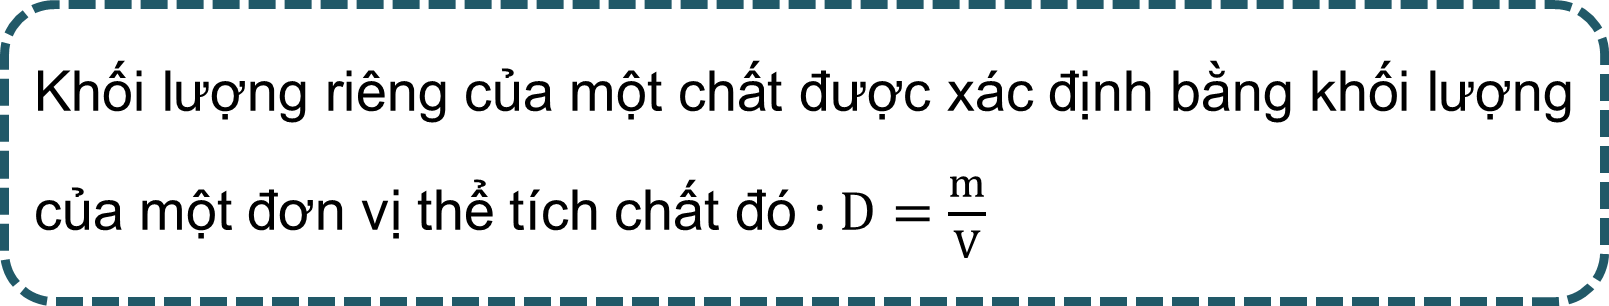 Khối lượng riêng của một chất được xác định bằng khối lượng
của một đơn vị thể tích chất đó : D = m/V